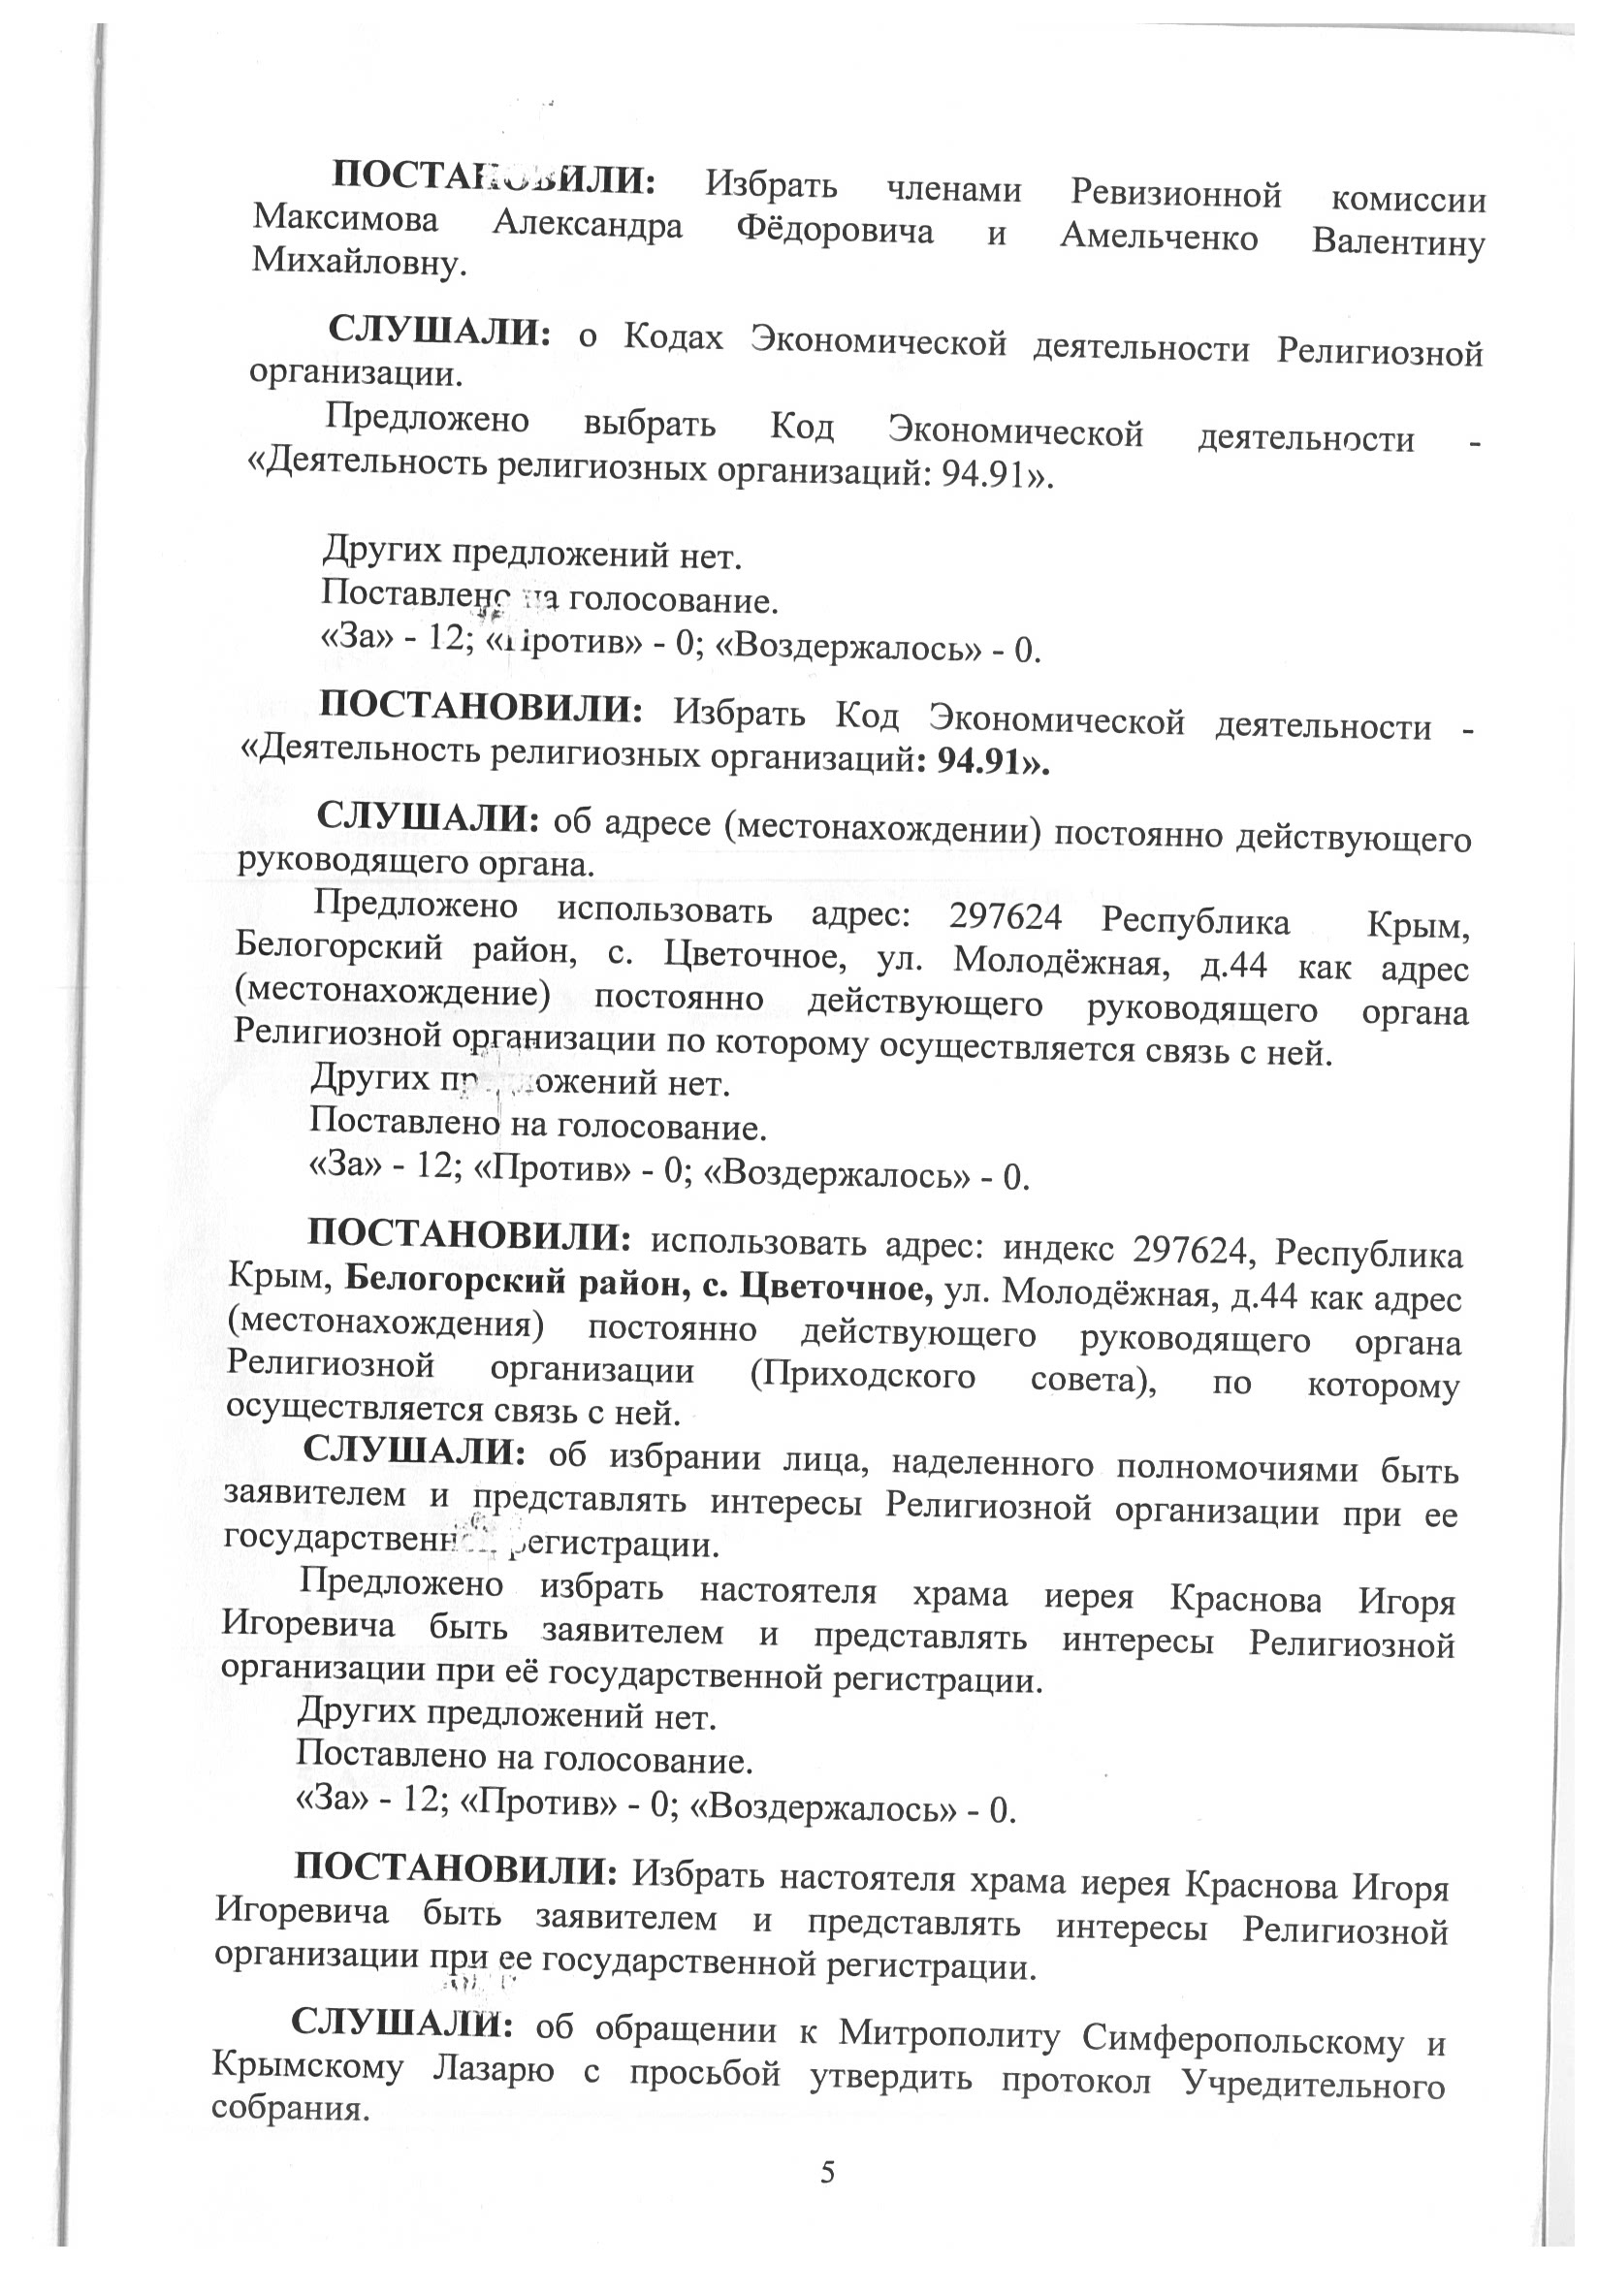 ПОСТАНОВИЛИ: Избрать членами Ревизионной комиссии
Максимова Александра Фёдоровича и Амельченко Валентину
Михайловну.
СЛУШАЛИ: о Кодах Экономической деятельности Религиозной
организации.
Предложено выбрать Код Экономической деятельности -
«Деятельность религиозных организаций: 94.91».
Других предложений нет.
Поставлено на голосование.
«За» - 12; «Против» - 0; «Воздержалось» - 0.
ПОСТАНОВИЛИ: Избрать Код Экономической деятельности -
«Деятельность религиозных организаций: 94.91».
СЛУШАЛИ: об адресе (местонахождении) постоянно действующего
руководящего органа.
Предложено использовать адрес: 297624 Республика Крым,
Белогорский район, с. Цветочное, ул. Молодёжная, д.44 как адрес
(местонахождение) постоянно действующего руководящего органа
Религиозной организации по которому осуществляется связь с ней.
Других предложений нет.
Поставлено на голосование.
«За» - 12; «Против» - 0; «Воздержалось» - 0.
ПОСТАНОВИЛИ: использовать адрес: индекс 297624, Республика
Крым, Белогорский район, с. Цветочное, ул. Молодёжная, д.44 как адрес
(местонахождения) постоянно действующего руководящего органа
Религиозной организации (Приходского совета), по которому
осуществляется связь с ней.
СЛУШАЛИ: об избрании лица, наделенного полномочиями быть
заявителем и представлять интересы Религиозной организации при ее
государственной регистрации.
Предложено избрать настоятеля храма иерея Краснова Игоря
Игоревича быть заявителем и представлять интересы Религиозной
организации при её государственной регистрации.
Других предложений нет.
Поставлено на голосование.
«За» - 12; «Против» - 0; «Воздержалось» - 0.
ПОСТАНОВИЛИ: Избрать настоятеля храма иерея Краснова Игоря
Игоревича быть заявителем и представлять интересы Религиозной
организации при ее государственной регистрации.
СЛУШАЛИ: об обращении к Митрополиту Симферопольскому и
Крымскому Лазарю с просьбой утвердить протокол Учредительного
собрания.
5